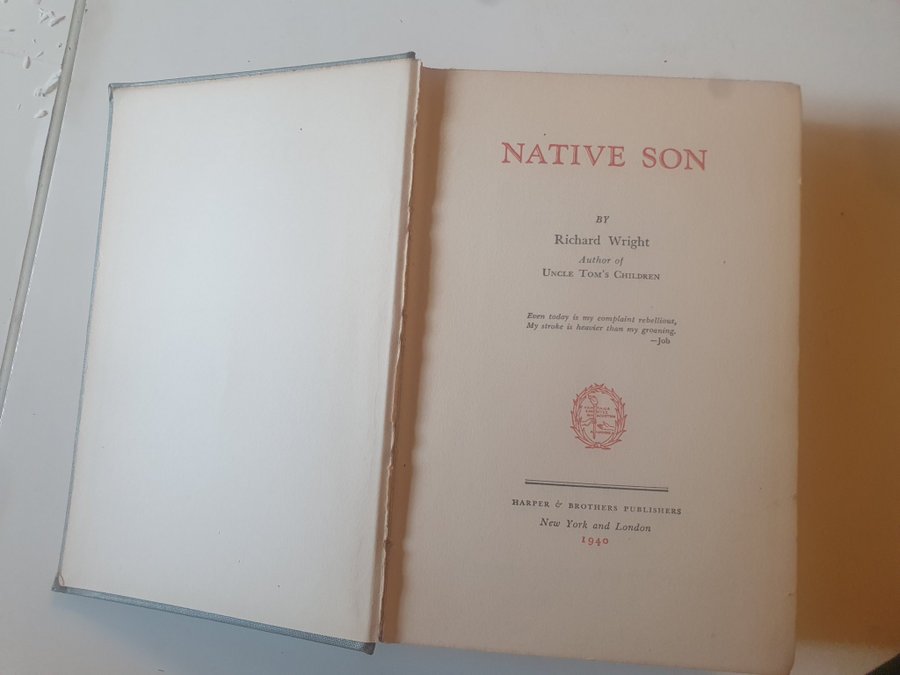 NATIVE SON
BY
Richard Wright
Author of
UNCLE TOM'S CHILDREN
Even today is my complaint rebellious,
My stroke is heavier than my groaning.
—Job
HARPER & BROTHERS PUBLISHERS
New York and London
1940